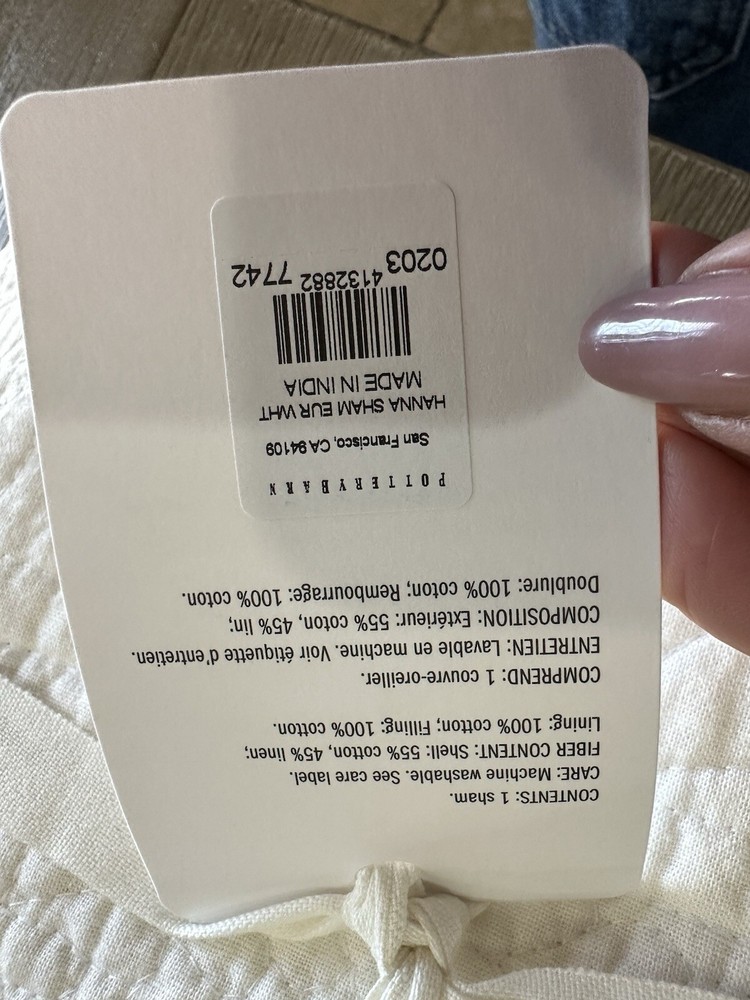 CONTENTS: 1 sham.
CARE: Machine washable. See care label.
FIBER CONTENT: Shell: 55% cotton, 45% linen;
Lining: 100% cotton; Filling: 100% cotton.
COMPREND: 1 couvre-oreiller.
ENTRETIEN: Lavable en machine. Voir étiquette d'entretien.
COMPOSITION: Extérieur: 55% coton, 45% lin;
Doublure: 100% coton; Rembourrage: 100% coton.
POTTERY BARN
San Francisco, CA 94109
HANNA SHAM EUR WHT
MADE IN INDIA
0203 4132882 7742